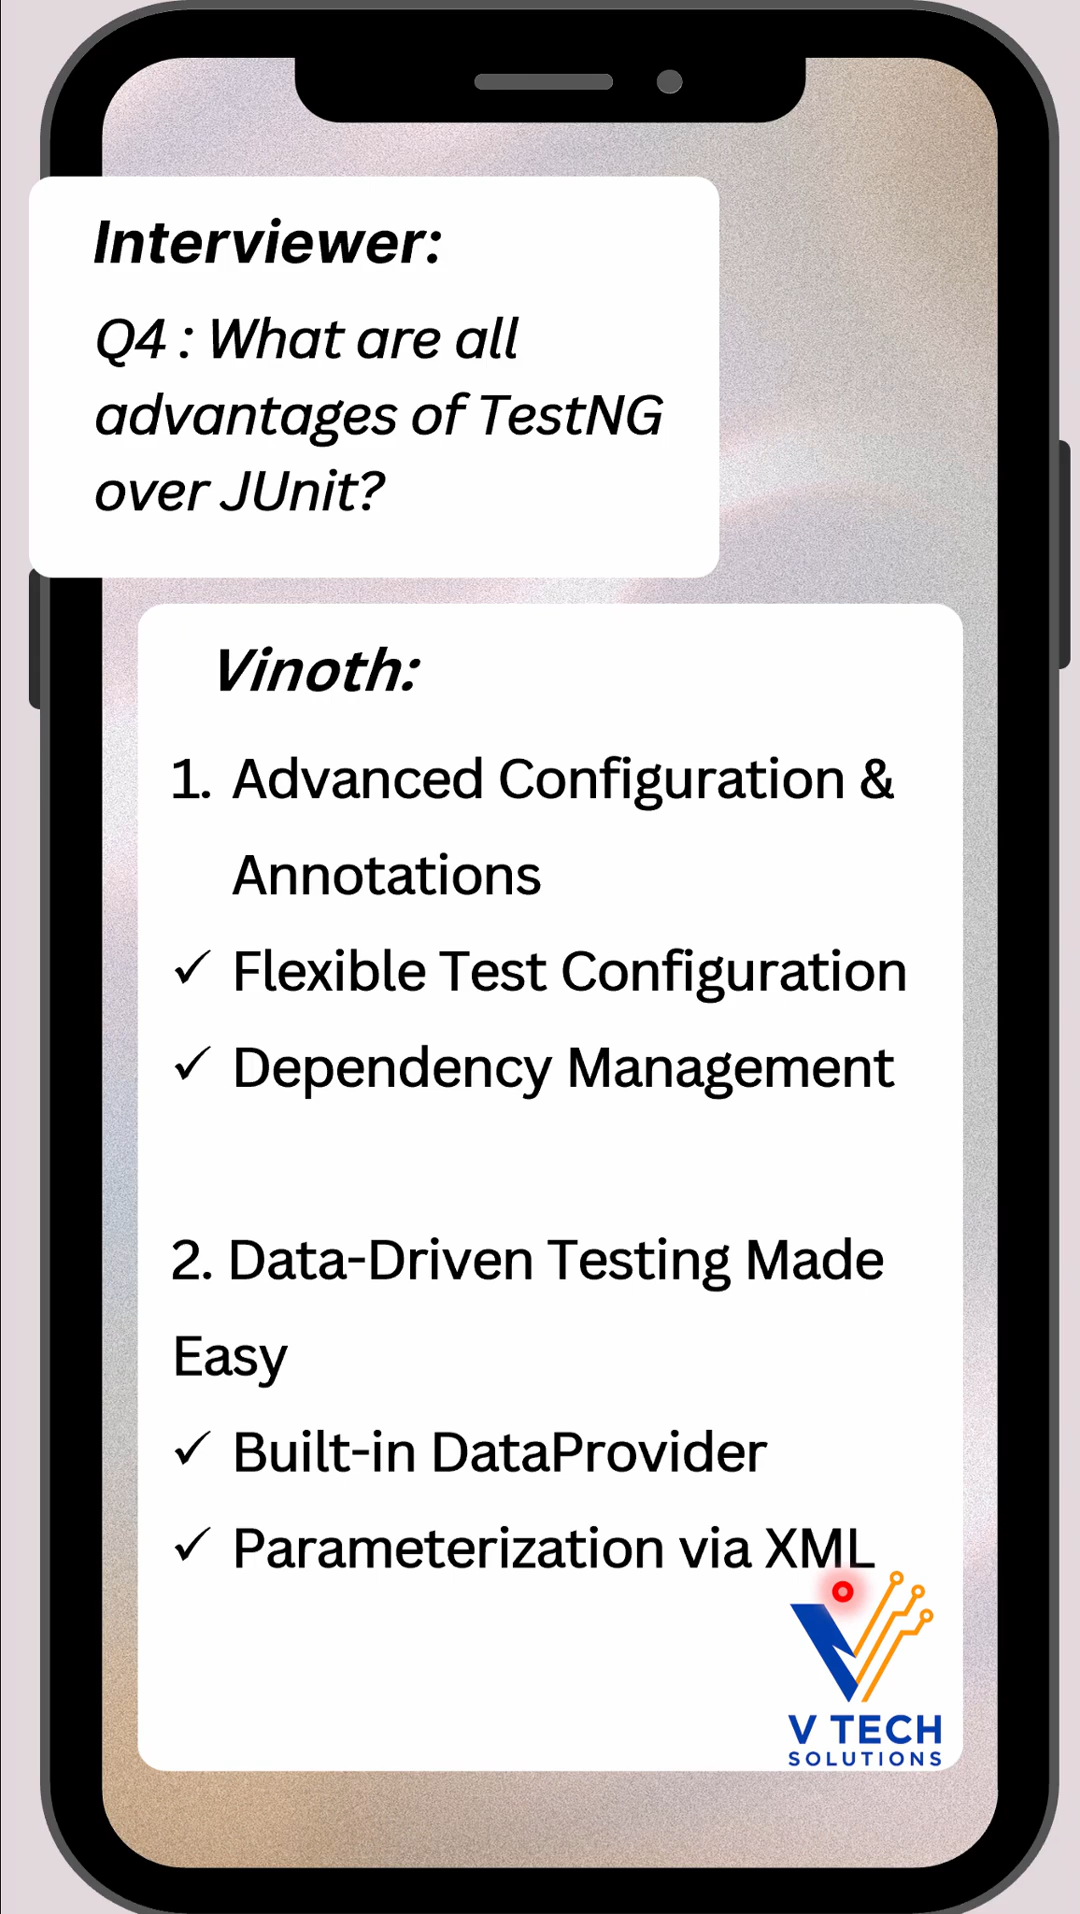 Interviewer:
Q4 : What are all
advantages of TestNG
over JUnit?
Vinoth:
1. Advanced Configuration &
Annotations
✓ Flexible Test Configuration
✓ Dependency Management
2. Data-Driven Testing Made
Easy
✓ Built-in DataProvider
✓ Parameterization via XML
V TECH
SOLUTIONS